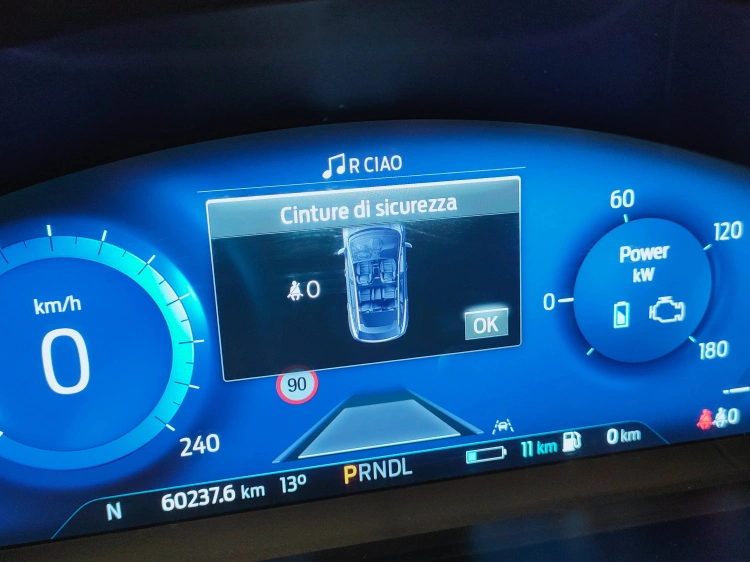 R CIAO
Cinture di sicurezza
0
OK
km/h
0
240
90
60
120
Power
kW
0
180
0
N
60237.6 km
13°
PRNDL
11 km
0 km